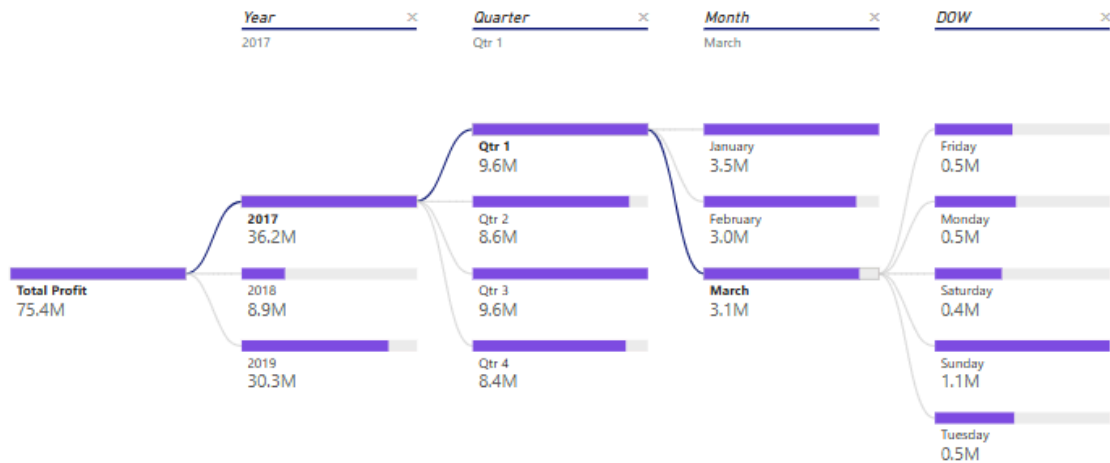 Year ×
2017
Quarter ×
Qtr 1
Month ×
March
DOW ×
Total Profit
75.4M
2017
36.2M
2018
8.9M
2019
30.3M
Qtr 1
9.6M
Qtr 2
8.6M
Qtr 3
9.6M
Qtr 4
8.4M
January
3.5M
February
3.0M
March
3.1M
Friday
0.5M
Monday
0.5M
Saturday
0.4M
Sunday
1.1M
Tuesday
0.5M